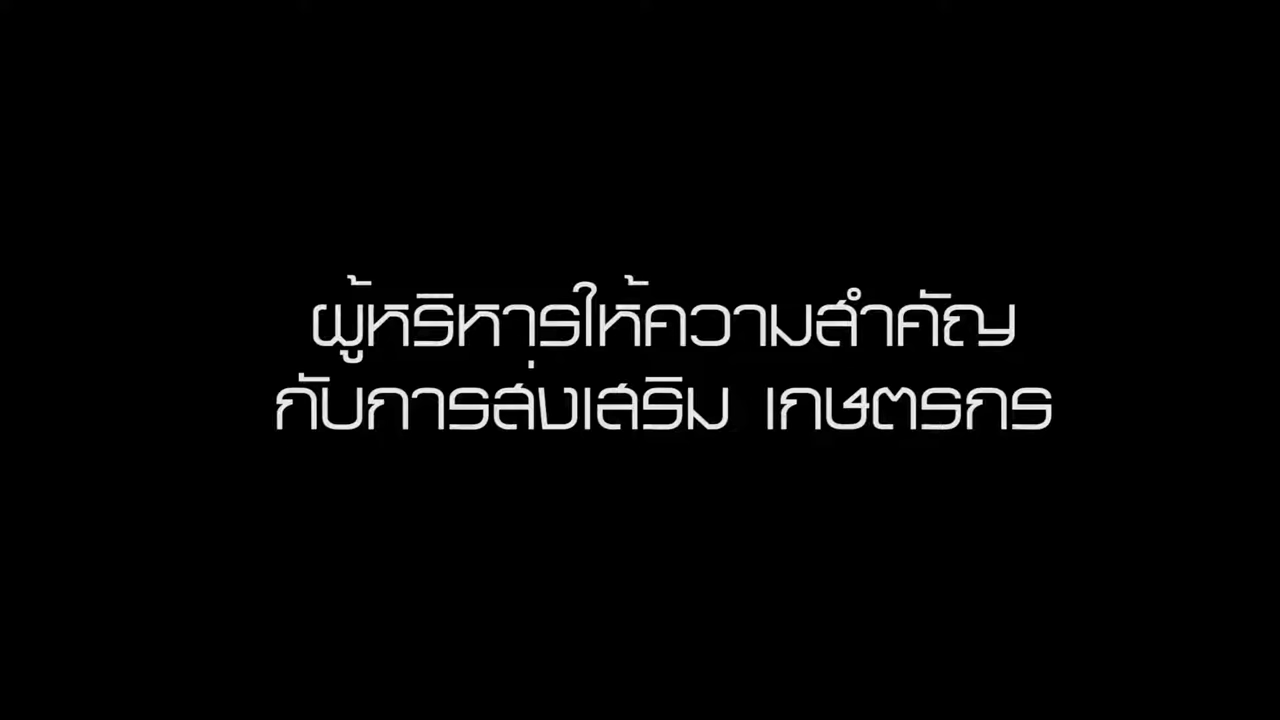 ผู้หริหารให้ความสำคัญ
กับการส่งเสริม เกษตรกร